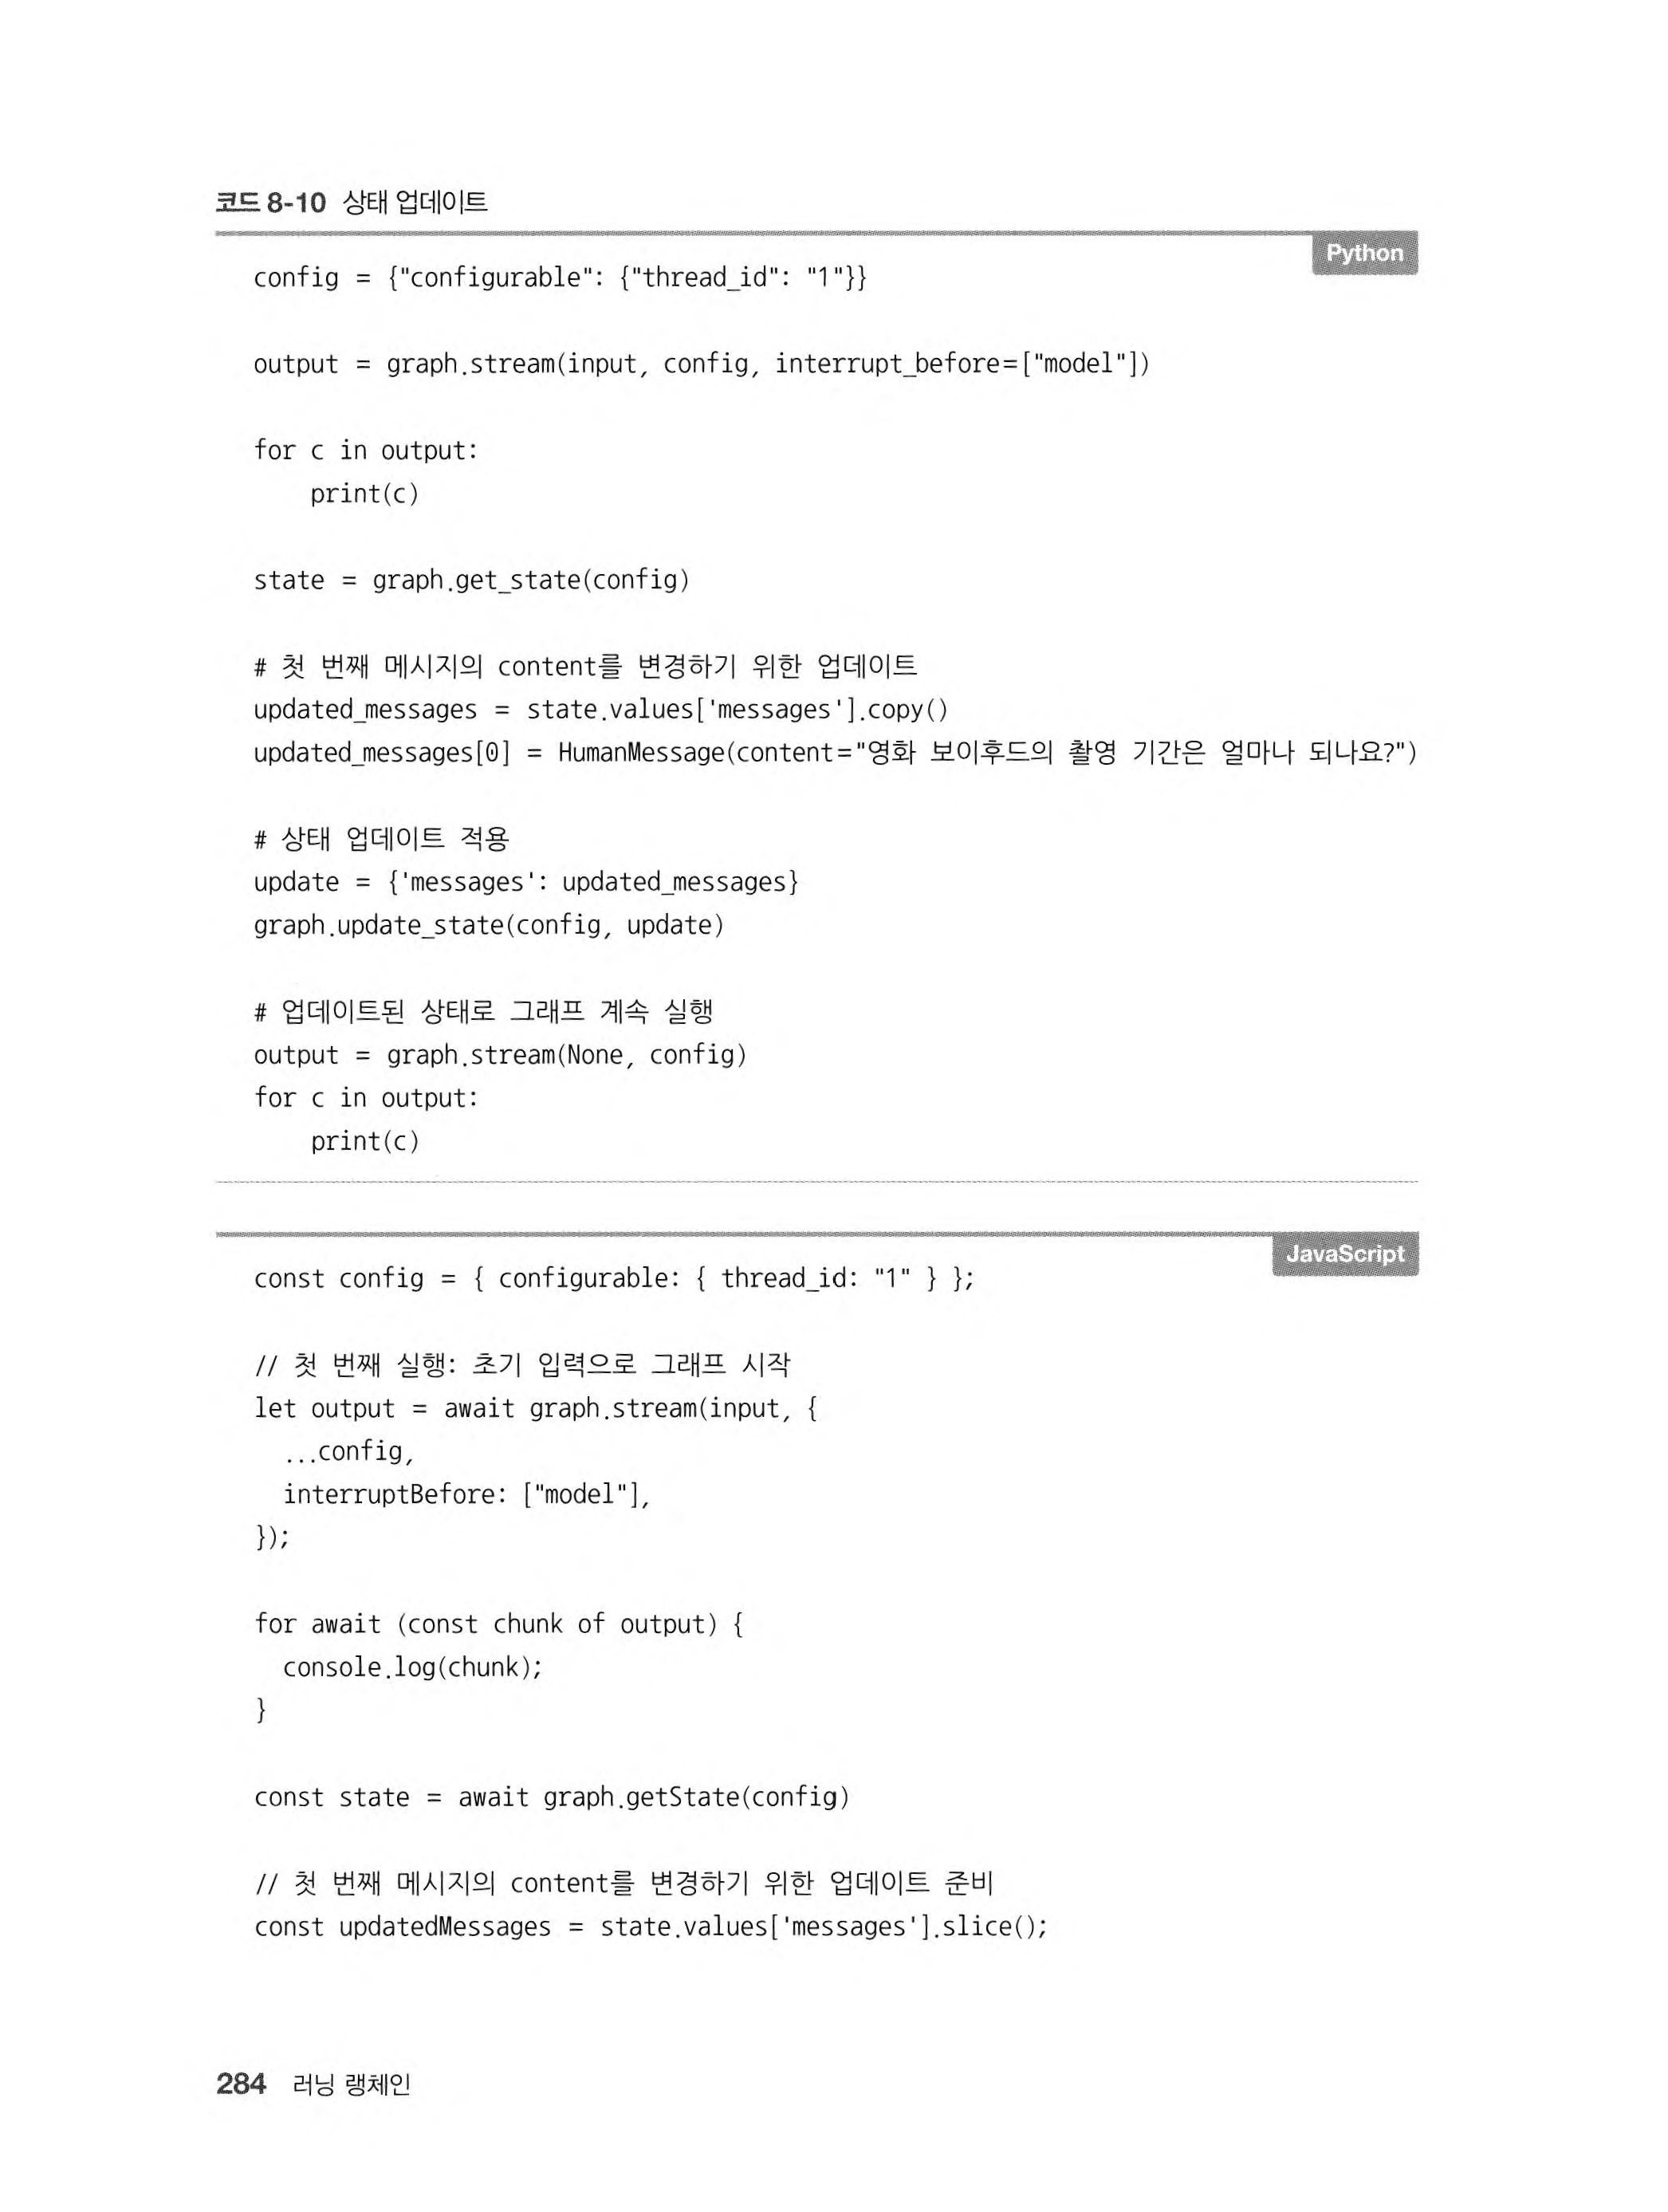 코드 8-10 상태 업데이트
Python
config = {"configurable": {"thread_id": "1"}}
output = graph.stream(input, config, interrupt_before=["model"])
for c in output:
    print(c)
state = graph.get_state(config)
# 첫 번째 메시지의 content를 변경하기 위한 업데이트
updated_messages = state.values['messages'].copy()
updated_messages[0] = HumanMessage(content="영화 보이후드의 촬영 기간은 얼마나 되나요?")
# 상태 업데이트 적용
update = {'messages': updated_messages}
graph.update_state(config, update)
# 업데이트된 상태로 그래프 계속 실행
output = graph.stream(None, config)
for c in output:
    print(c)
JavaScript
const config = { configurable: { thread_id: "1" } };
// 첫 번째 실행: 초기 입력으로 그래프 시작
let output = await graph.stream(input, {
  ...config,
  interruptBefore: ["model"],
});
for await (const chunk of output) {
  console.log(chunk);
}
const state = await graph.getState(config)
// 첫 번째 메시지의 content를 변경하기 위한 업데이트 준비
const updatedMessages = state.values['messages'].slice();
284 러닝 랭체인